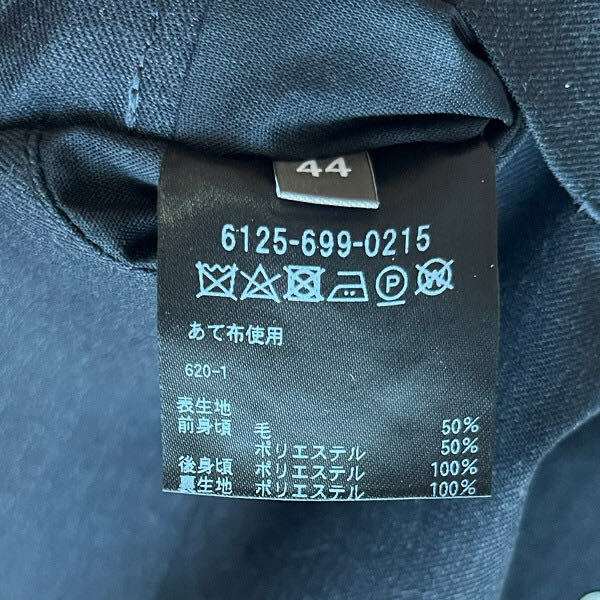 44
6125-699-0215
P W
あて布使用
620-1
表生地
前身頃 毛 50%
ポリエステル 50%
後身頃 ポリエステル 100%
裏生地 ポリエステル 100%